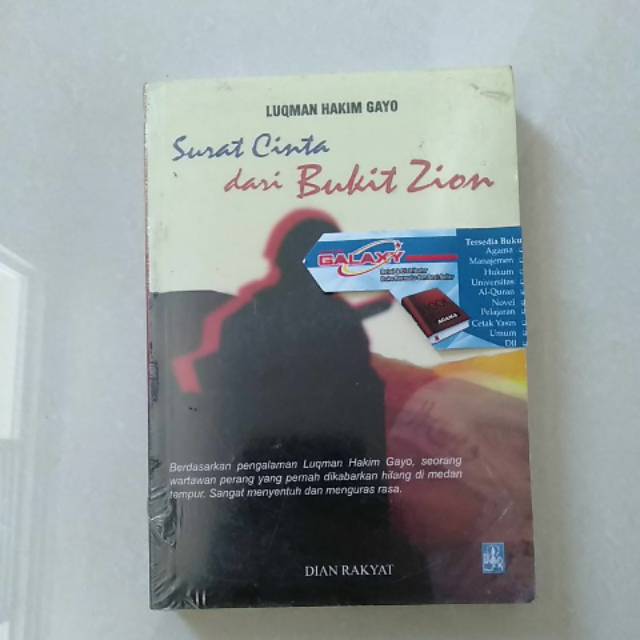 LUQMAN HAKIM GAYO
Surat Cinta
dari Bukit Zion
GALAXY
Tersedia Buku
Agama
Manajemen
Hukum
Universitas
Al-Quran
Novel
Pelajaran
Cetak Yasin
Umum
Dll
AGAMA
Berdasarkan pengalaman Luqman Hakim Gayo, seorang
wartawan perang yang pernah dikabarkan hilang di medan
tempur. Sangat menyentuh dan menguras rasa.
DIAN RAKYAT